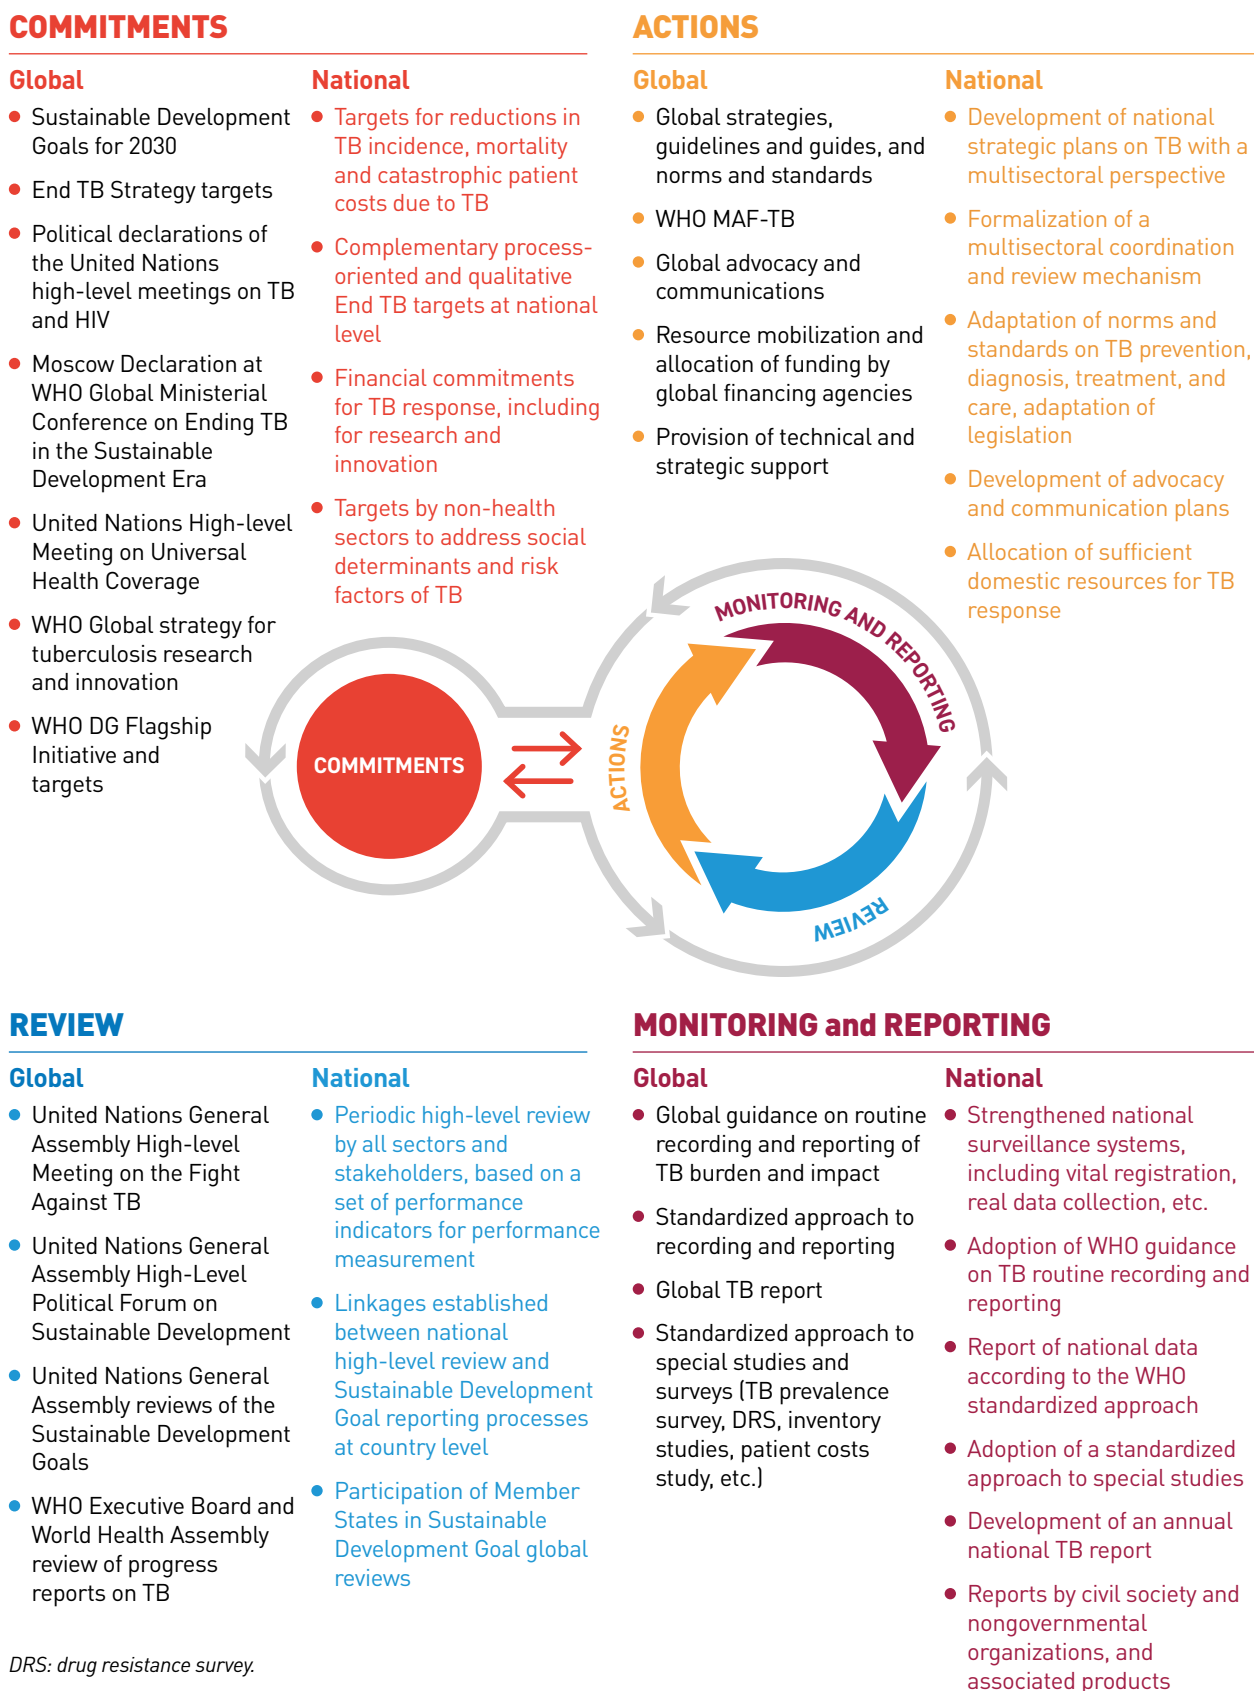 COMMITMENTS
Global
Sustainable Development
Goals for 2030
End TB Strategy targets
Political declarations of
the United Nations
high-level meetings on TB
and HIV
Moscow Declaration at
WHO Global Ministerial
Conference on Ending TB
in the Sustainable
Development Era
United Nations High-level
Meeting on Universal
Health Coverage
WHO Global strategy for
tuberculosis research
and innovation
WHO DG Flagship
Initiative and
targets
National
Targets for reductions in
TB incidence, mortality
and catastrophic patient
costs due to TB
Complementary process-
oriented and qualitative
End TB targets at national
level
Financial commitments
for TB response, including
for research and
innovation
Targets by non-health
sectors to address social
determinants and risk
factors of TB
ACTIONS
Global
Global strategies,
guidelines and guides, and
norms and standards
WHO MAF-TB
Global advocacy and
communications
Resource mobilization and
allocation of funding by
global financing agencies
Provision of technical and
strategic support
National
Development of national
strategic plans on TB with a
multisectoral perspective
Formalization of a
multisectoral coordination
and review mechanism
Adaptation of norms and
standards on TB prevention,
diagnosis, treatment, and
care, adaptation of
legislation
Development of advocacy
and communication plans
Allocation of sufficient
domestic resources for TB
response
COMMITMENTS
ACTIONS
MONITORING AND REPORTING
REVIEW
REVIEW
Global
United Nations General
Assembly High-level
Meeting on the Fight
Against TB
United Nations General
Assembly High-Level
Political Forum on
Sustainable Development
United Nations General
Assembly reviews of the
Sustainable Development
Goals
WHO Executive Board and
World Health Assembly
review of progress
reports on TB
National
Periodic high-level review
by all sectors and
stakeholders, based on a
set of performance
indicators for performance
measurement
Linkages established
between national
high-level review and
Sustainable Development
Goal reporting processes
at country level
Participation of Member
States in Sustainable
Development Goal global
reviews
MONITORING and REPORTING
Global
Global guidance on routine
recording and reporting of
TB burden and impact
Standardized approach to
recording and reporting
Global TB report
Standardized approach to
special studies and
surveys (TB prevalence
survey, DRS, inventory
studies, patient costs
study, etc.)
National
Strengthened national
surveillance systems,
including vital registration,
real data collection, etc.
Adoption of WHO guidance
on TB routine recording and
reporting
Report of national data
according to the WHO
standardized approach
Adoption of a standardized
approach to special studies
Development of an annual
national TB report
Reports by civil society and
nongovernmental
organizations, and
associated products
DRS: drug resistance survey.